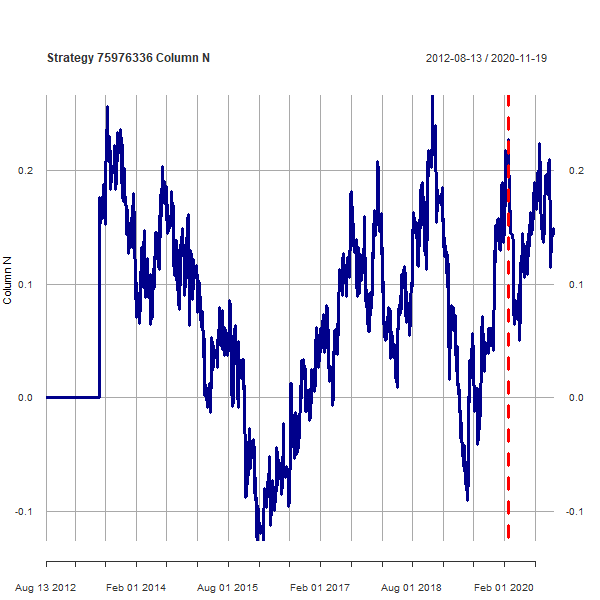 Strategy 75976336 Column N
2012-08-13 / 2020-11-19
0.2
0.2
0.1
0.1
Column N
0.0
0.0
-0.1
-0.1
Aug 13 2012
Feb 01 2014
Aug 01 2015
Feb 01 2017
Aug 01 2018
Feb 01 2020